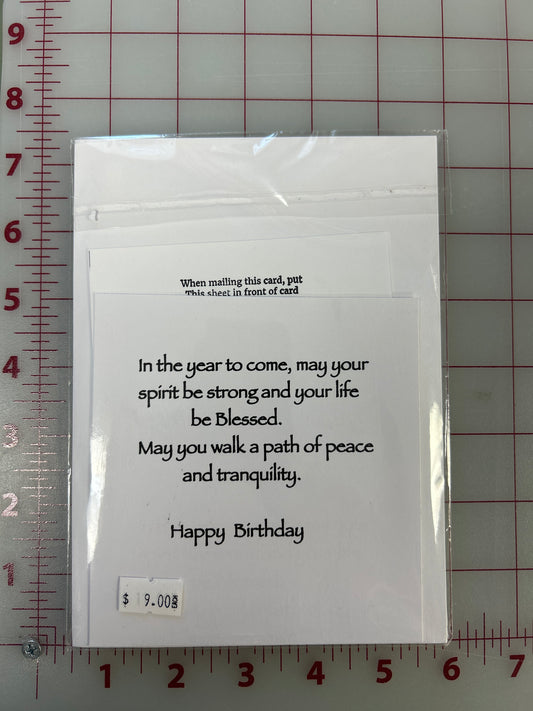 9
8
7
6
5
4
3
2
When mailing this card, put
This sheet in front of card
In the year to come, may your
spirit be strong and your life
be Blessed.
May you walk a path of peace
and tranquility.
Happy Birthday
$ 9.00
1 2 3 4 5 6 7